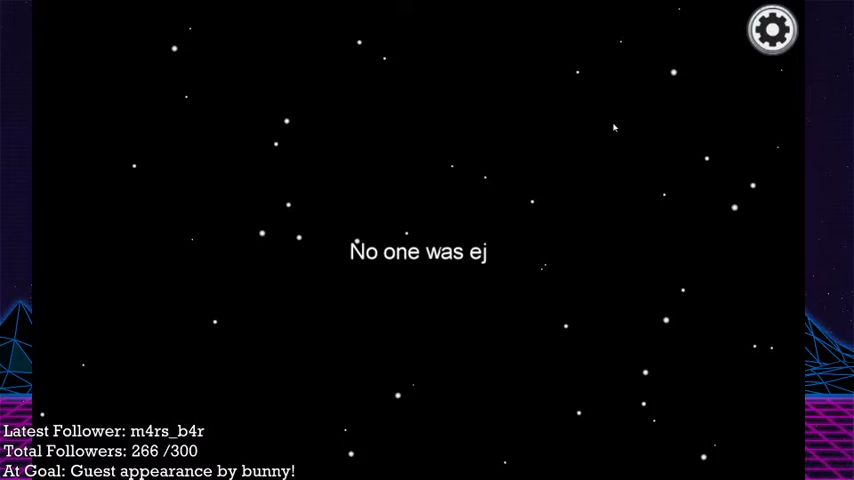 No one was ej
Latest Follower: m4rs_b4r
Total Followers: 266 /300
At Goal: Guest appearance by bunny!